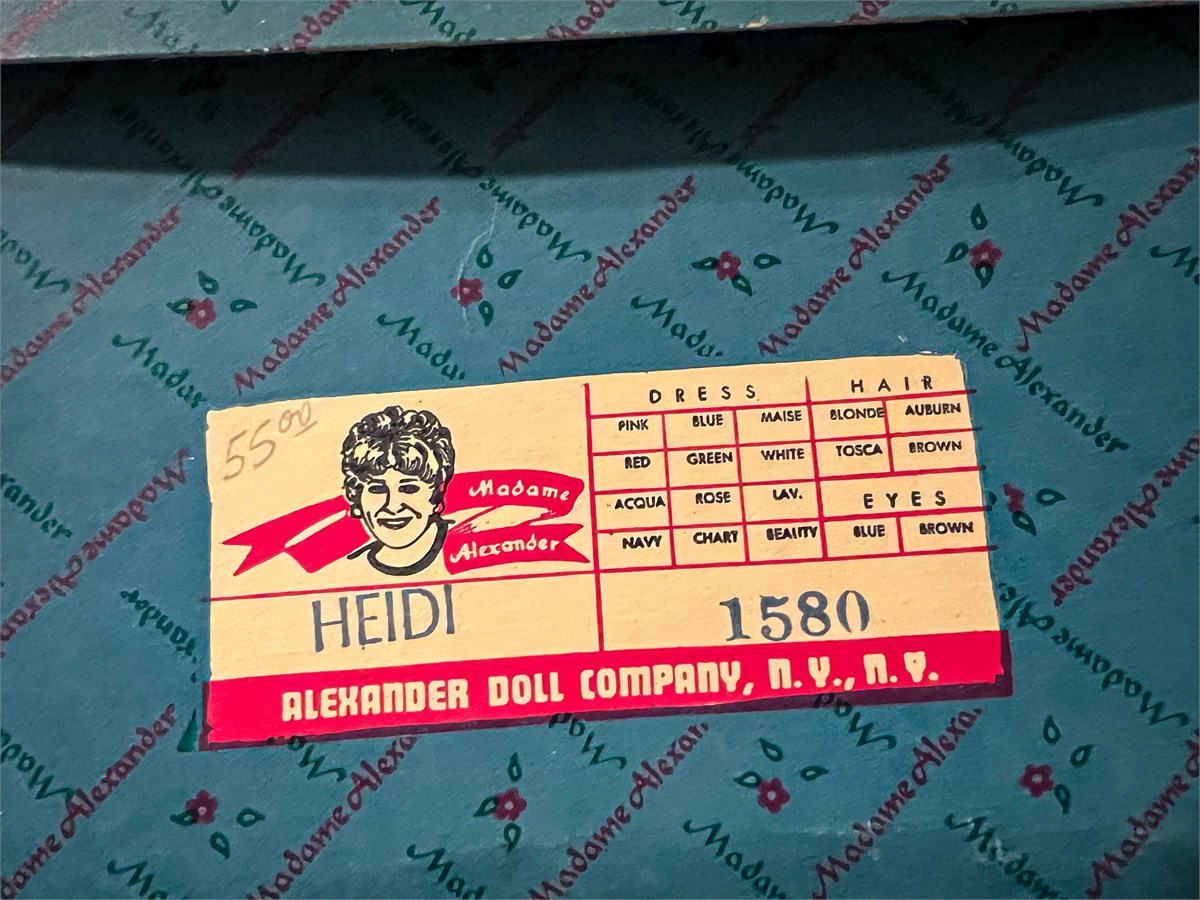 Madame Alexander
55 00
Madame
Alexander
HEIDI
DRESS
PINK BLUE MAISE
RED GREEN WHITE
ACQUA ROSE LAV.
NAVY CHART BEAUTY
HAIR
BLONDE AUBURN
TOSCA BROWN
EYES
BLUE BROWN
1580
ALEXANDER DOLL COMPANY, N.Y., N.Y.